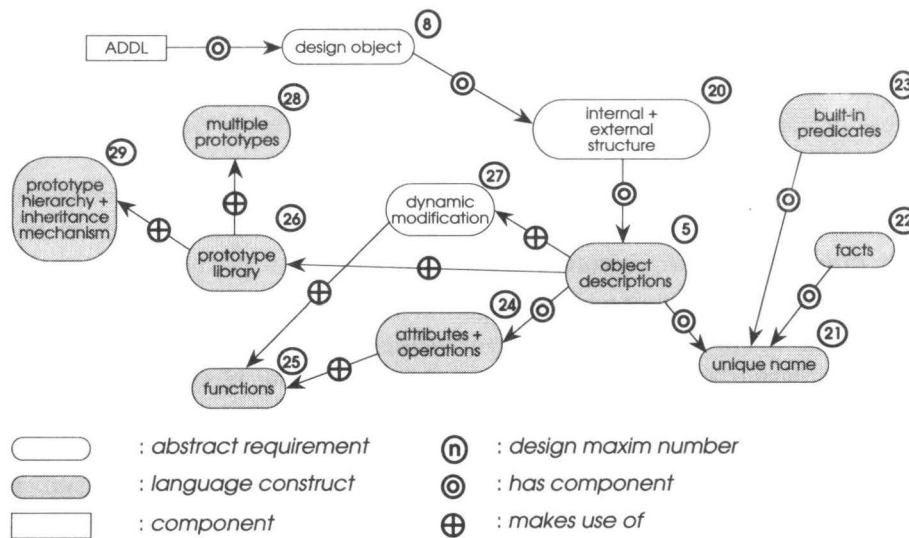 8
ADDL
design object
23
28
20
built-in
predicates
multiple
prototypes
internal +
external
structure
29
27
prototype
hierarchy +
inheritance
mechanism
dynamic
modification
26
22
5
facts
prototype
library
object
descriptions
24
21
attributes +
operations
25
unique name
functions
: abstract requirement
n : design maxim number
: language construct
: has component
: component
: makes use of